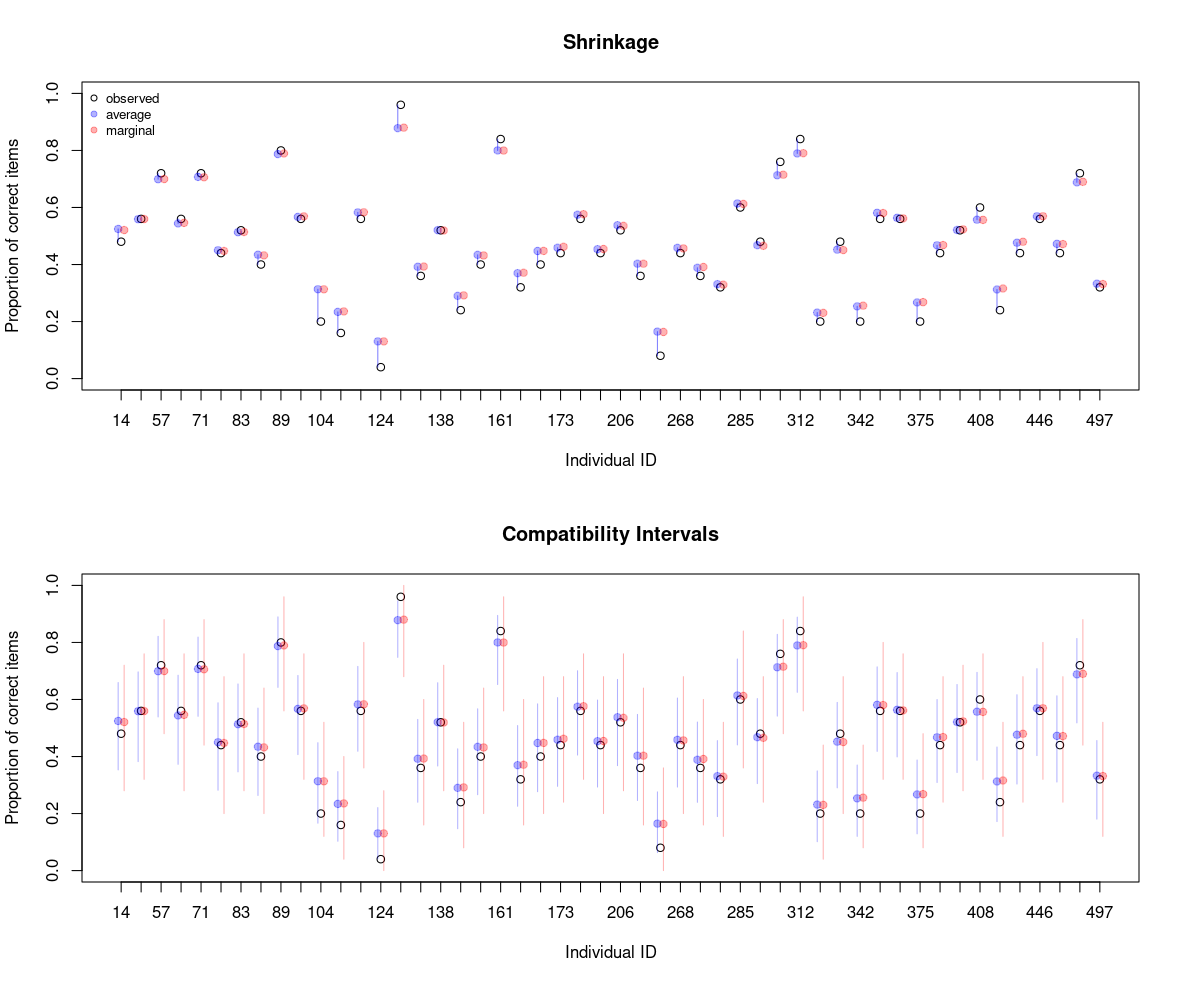 Shrinkage
Proportion of correct items
1.0
0.8
0.6
0.4
0.2
0.0
observed
average
marginal
14 57 71 83 89 104 124 138 161 173 206 268 285 312 342 375 408 446 497
Individual ID
Compatibility Intervals
Proportion of correct items
1.0
0.8
0.6
0.4
0.2
0.0
14 57 71 83 89 104 124 138 161 173 206 268 285 312 342 375 408 446 497
Individual ID